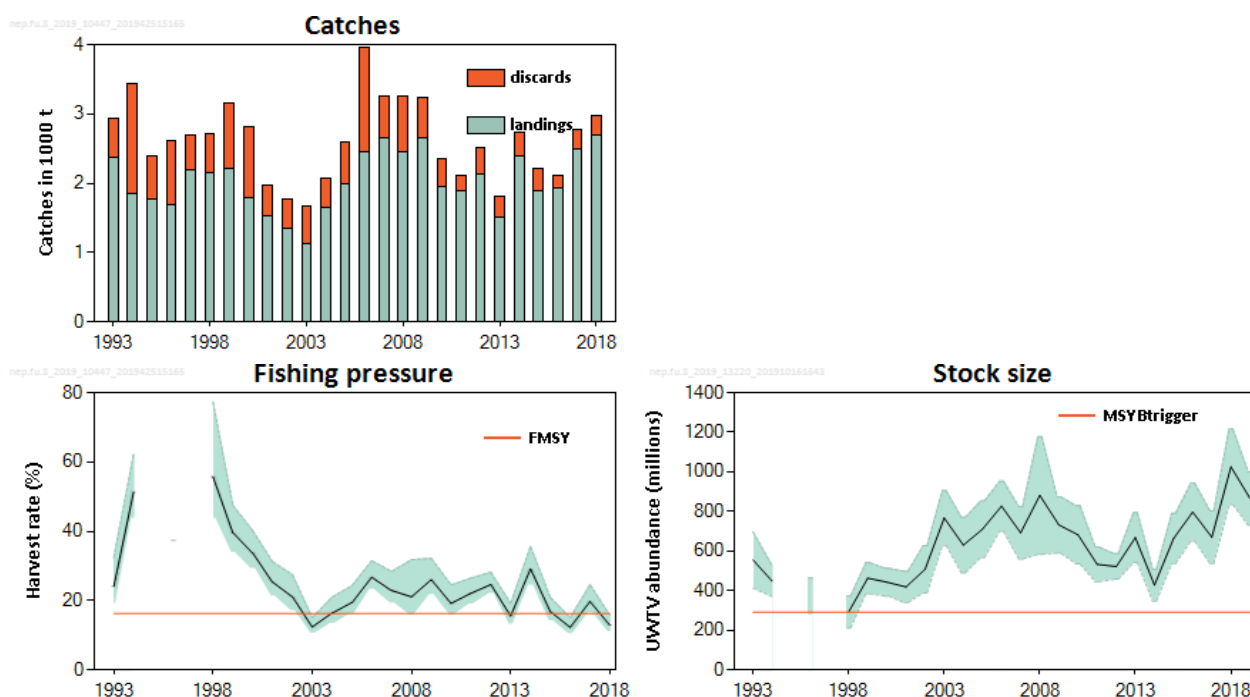 nep.fu.8_2019_10447_201942515165
Catches
Catches in 1000 t
4
3
2
1
0
discards
landings
1993 1998 2003 2008 2013 2018
nep.fu.8_2019_10447_201942515165
Fishing pressure
Harvest rate (%)
80
60
40
20
0
FMSY
1993 1998 2003 2008 2013 2018
nep.fu.8_2019_13220_201910161643
Stock size
UWTV abundance (millions)
1400
1200
1000
800
600
400
200
0
MSYBtrigger
1993 1998 2003 2008 2013 2018